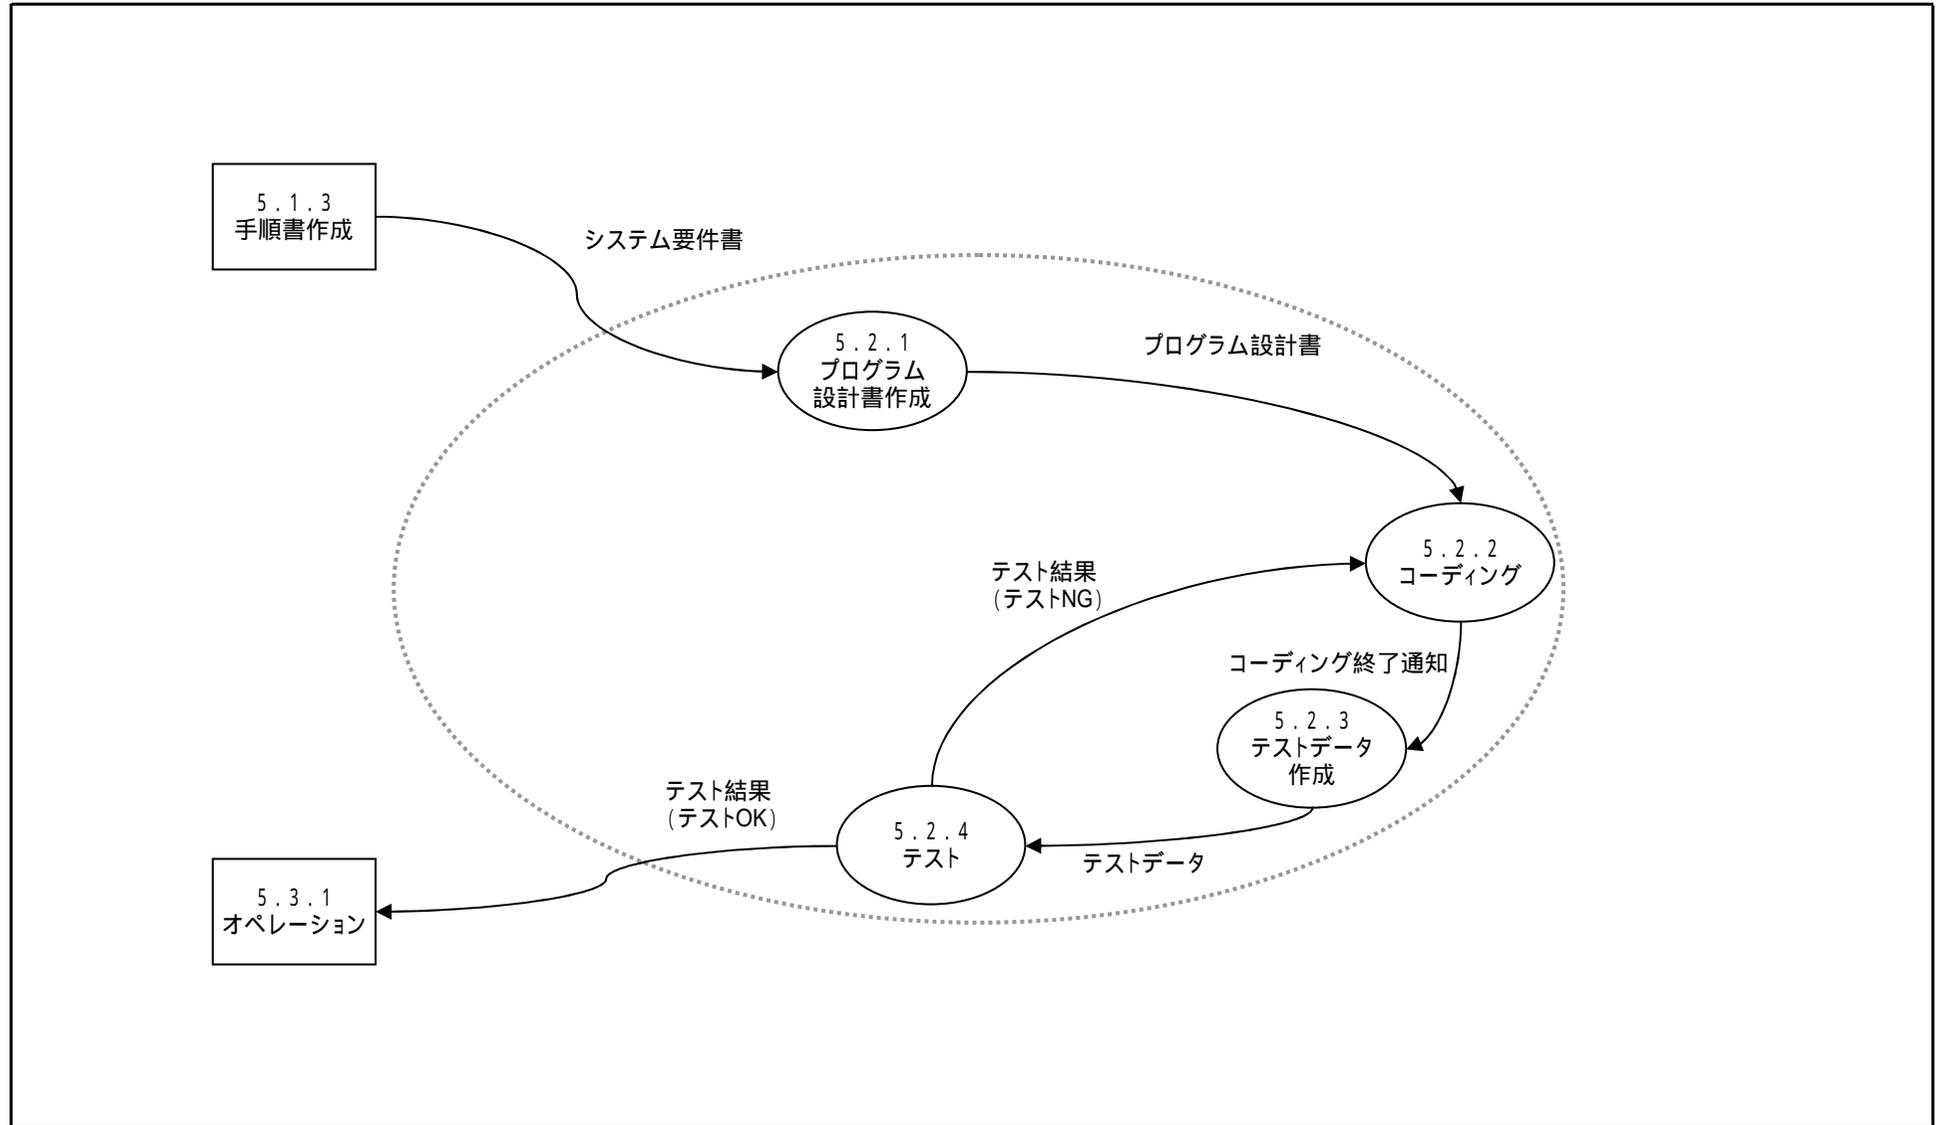 5.1.3
手順書作成
システム要件書
5.2.1
プログラム
設計書作成
プログラム設計書
5.2.2
コーディング
テスト結果
(テストNG)
コーディング終了通知
5.2.3
テストデータ
作成
テスト結果
(テストOK)
5.2.4
テスト
テストデータ
5.3.1
オペレーション